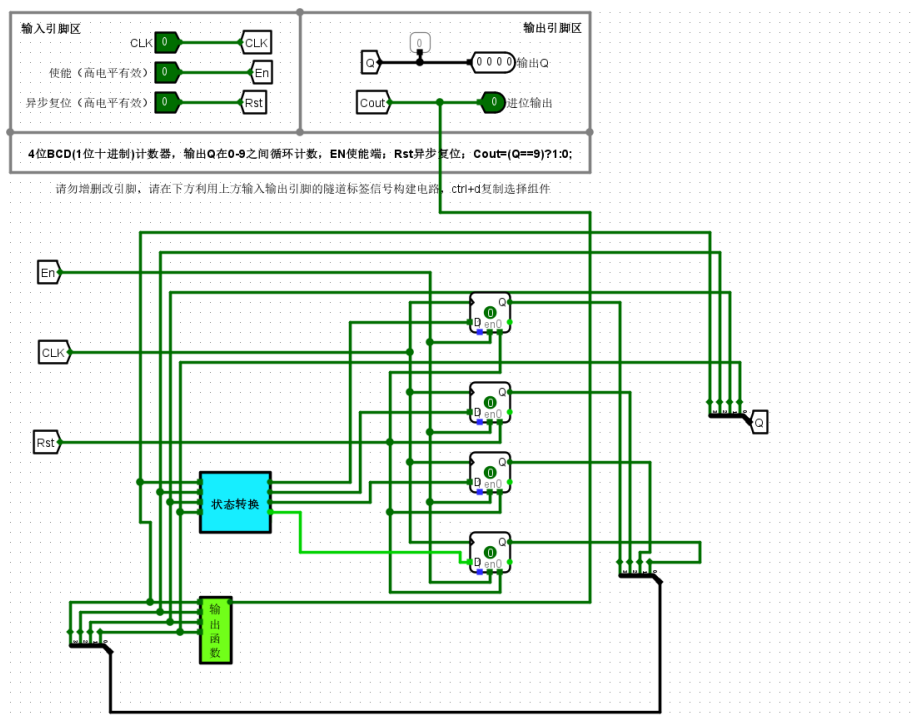 输入引脚区
输出引脚区
CLK 0 CLK
使能（高电平有效） 0 En
异步复位（高电平有效） 0 Rst
0
Q 0 0 0 0 输出Q
Cout 0 进位输出
4位BCD(1位十进制)计数器，输出Q在0-9之间循环计数，EN使能端；Rst异步复位；Cout=(Q==9)?1:0;
请勿增删改引脚，请在下方利用上方输入输出引脚的隧道标签信号构建电路，ctrl+d复制选择组件
En
Q
0
D en0
CLK
Q
0
D en0
Q
Rst
Q
0
D en0
状态转换
Q
0
D en0
输出函数